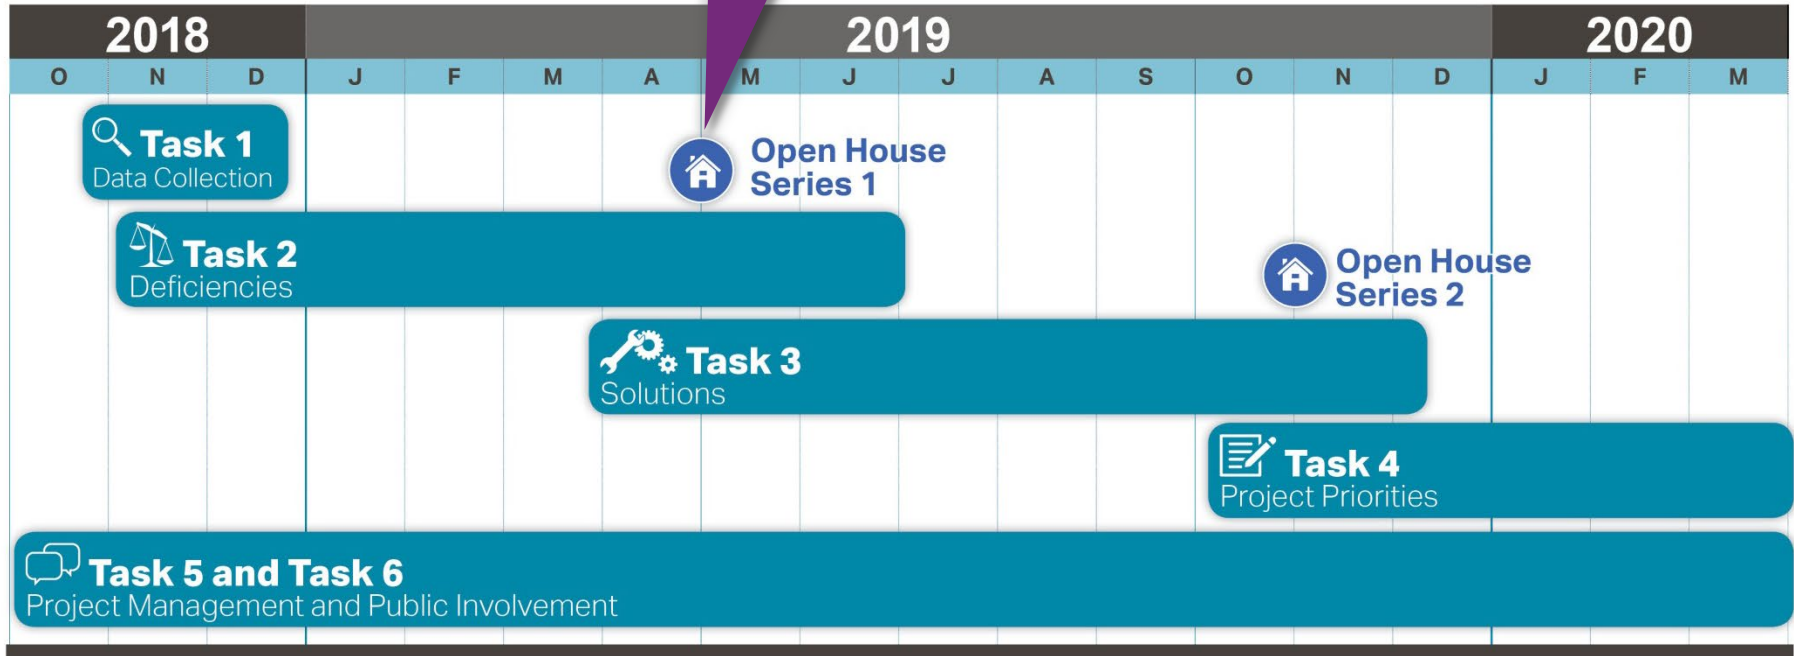 2018 2019 2020
O N D J F M A M J J A S O N D J F M
Task 1
Data Collection
Open House
Series 1
Task 2
Deficiencies
Open House
Series 2
Task 3
Solutions
Task 4
Project Priorities
Task 5 and Task 6
Project Management and Public Involvement